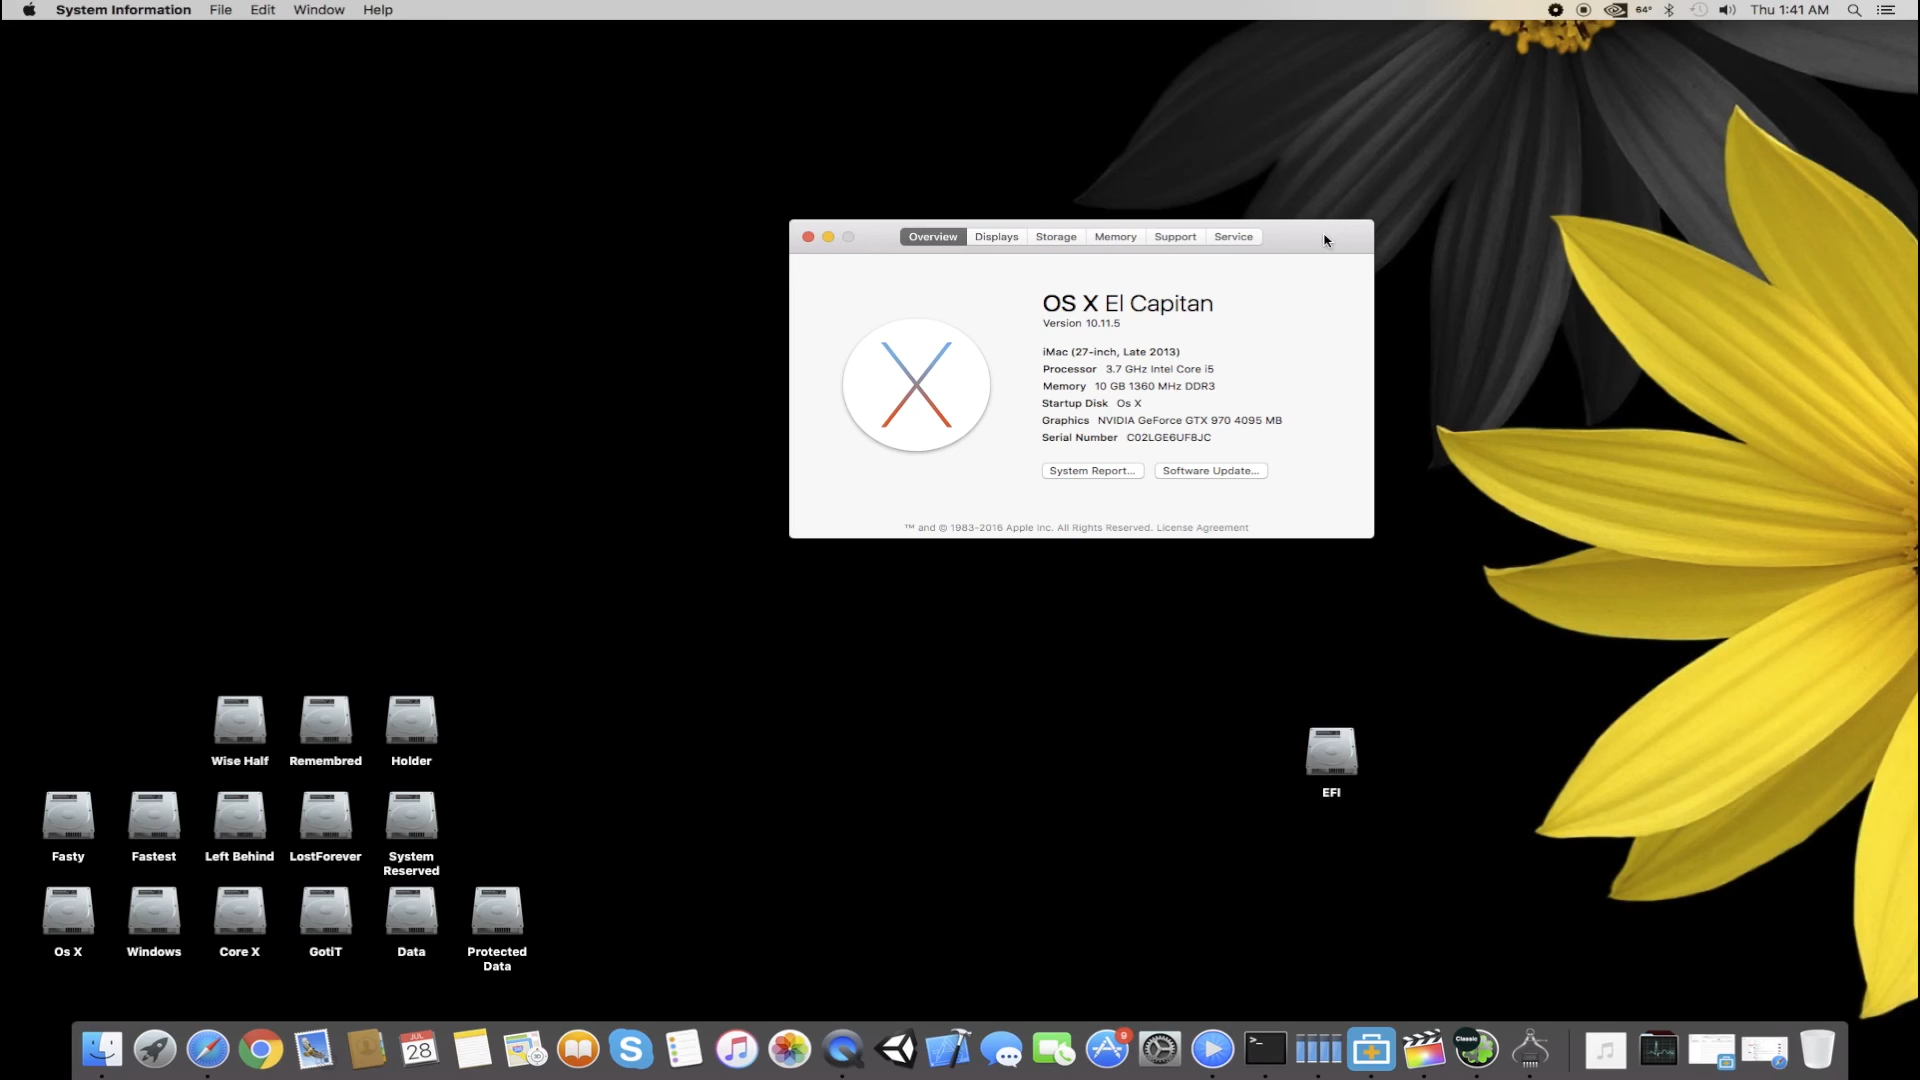 System Information File Edit Window Help
64° Thu 1:41 AM
Overview Displays Storage Memory Support Service
OS X El Capitan
Version 10.11.5
iMac (27-inch, Late 2013)
Processor 3.7 GHz Intel Core i5
Memory 10 GB 1360 MHz DDR3
Startup Disk Os X
Graphics NVIDIA GeForce GTX 970 4095 MB
Serial Number C02LGE6UF8JC
System Report... Software Update...
™ and © 1983-2016 Apple Inc. All Rights Reserved. License Agreement
Wise Half Remembred Holder
EFI
Fasty Fastest Left Behind LostForever System
Reserved
Os X Windows Core X GotiT Data Protected
Data
JUL
28
9
Classic